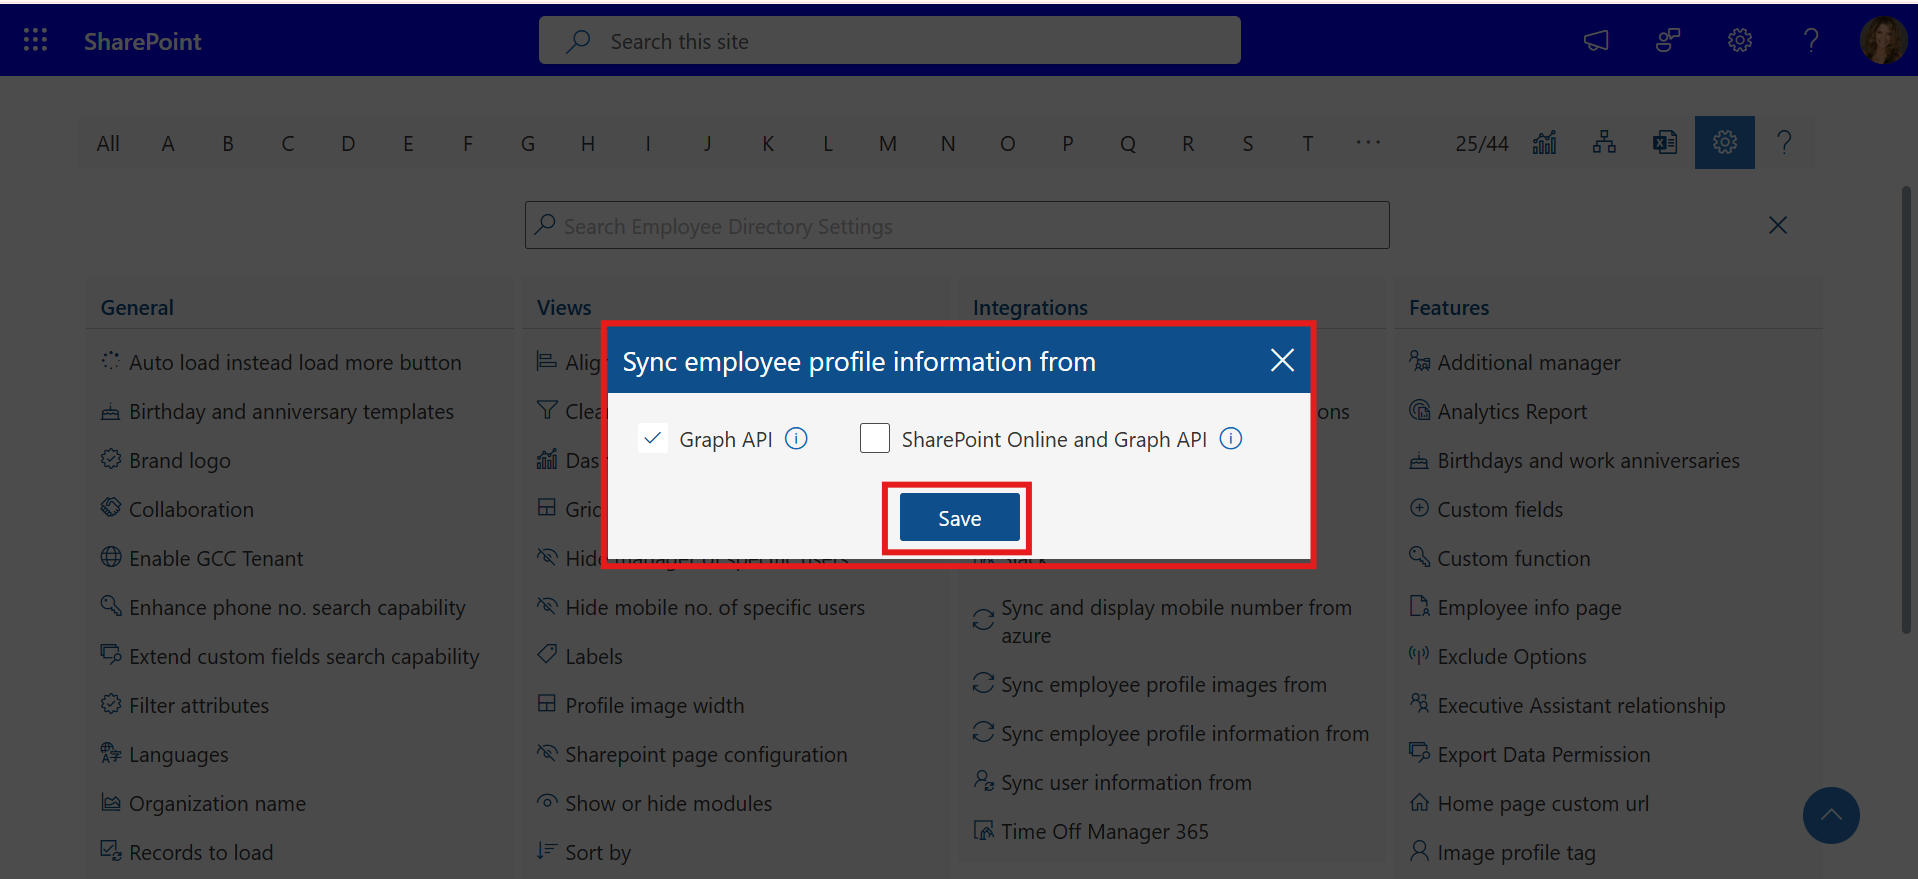 SharePoint
Search this site
All A B C D E F G H I J K L M N O P Q R S T ... 25/44
Search Employee Directory Settings
General
Auto load instead load more button
Birthday and anniversary templates
Brand logo
Collaboration
Enable GCC Tenant
Enhance phone no. search capability
Extend custom fields search capability
Filter attributes
Languages
Organization name
Records to load
Views
Hide mobile no. of specific users
Labels
Profile image width
Sharepoint page configuration
Show or hide modules
Sort by
Integrations
Sync employee profile information from
Graph API
SharePoint Online and Graph API
Save
Sync and display mobile number from
azure
Sync employee profile images from
Sync employee profile information from
Sync user information from
Time Off Manager 365
Features
Additional manager
Analytics Report
Birthdays and work anniversaries
Custom fields
Custom function
Employee info page
Exclude Options
Executive Assistant relationship
Export Data Permission
Home page custom url
Image profile tag